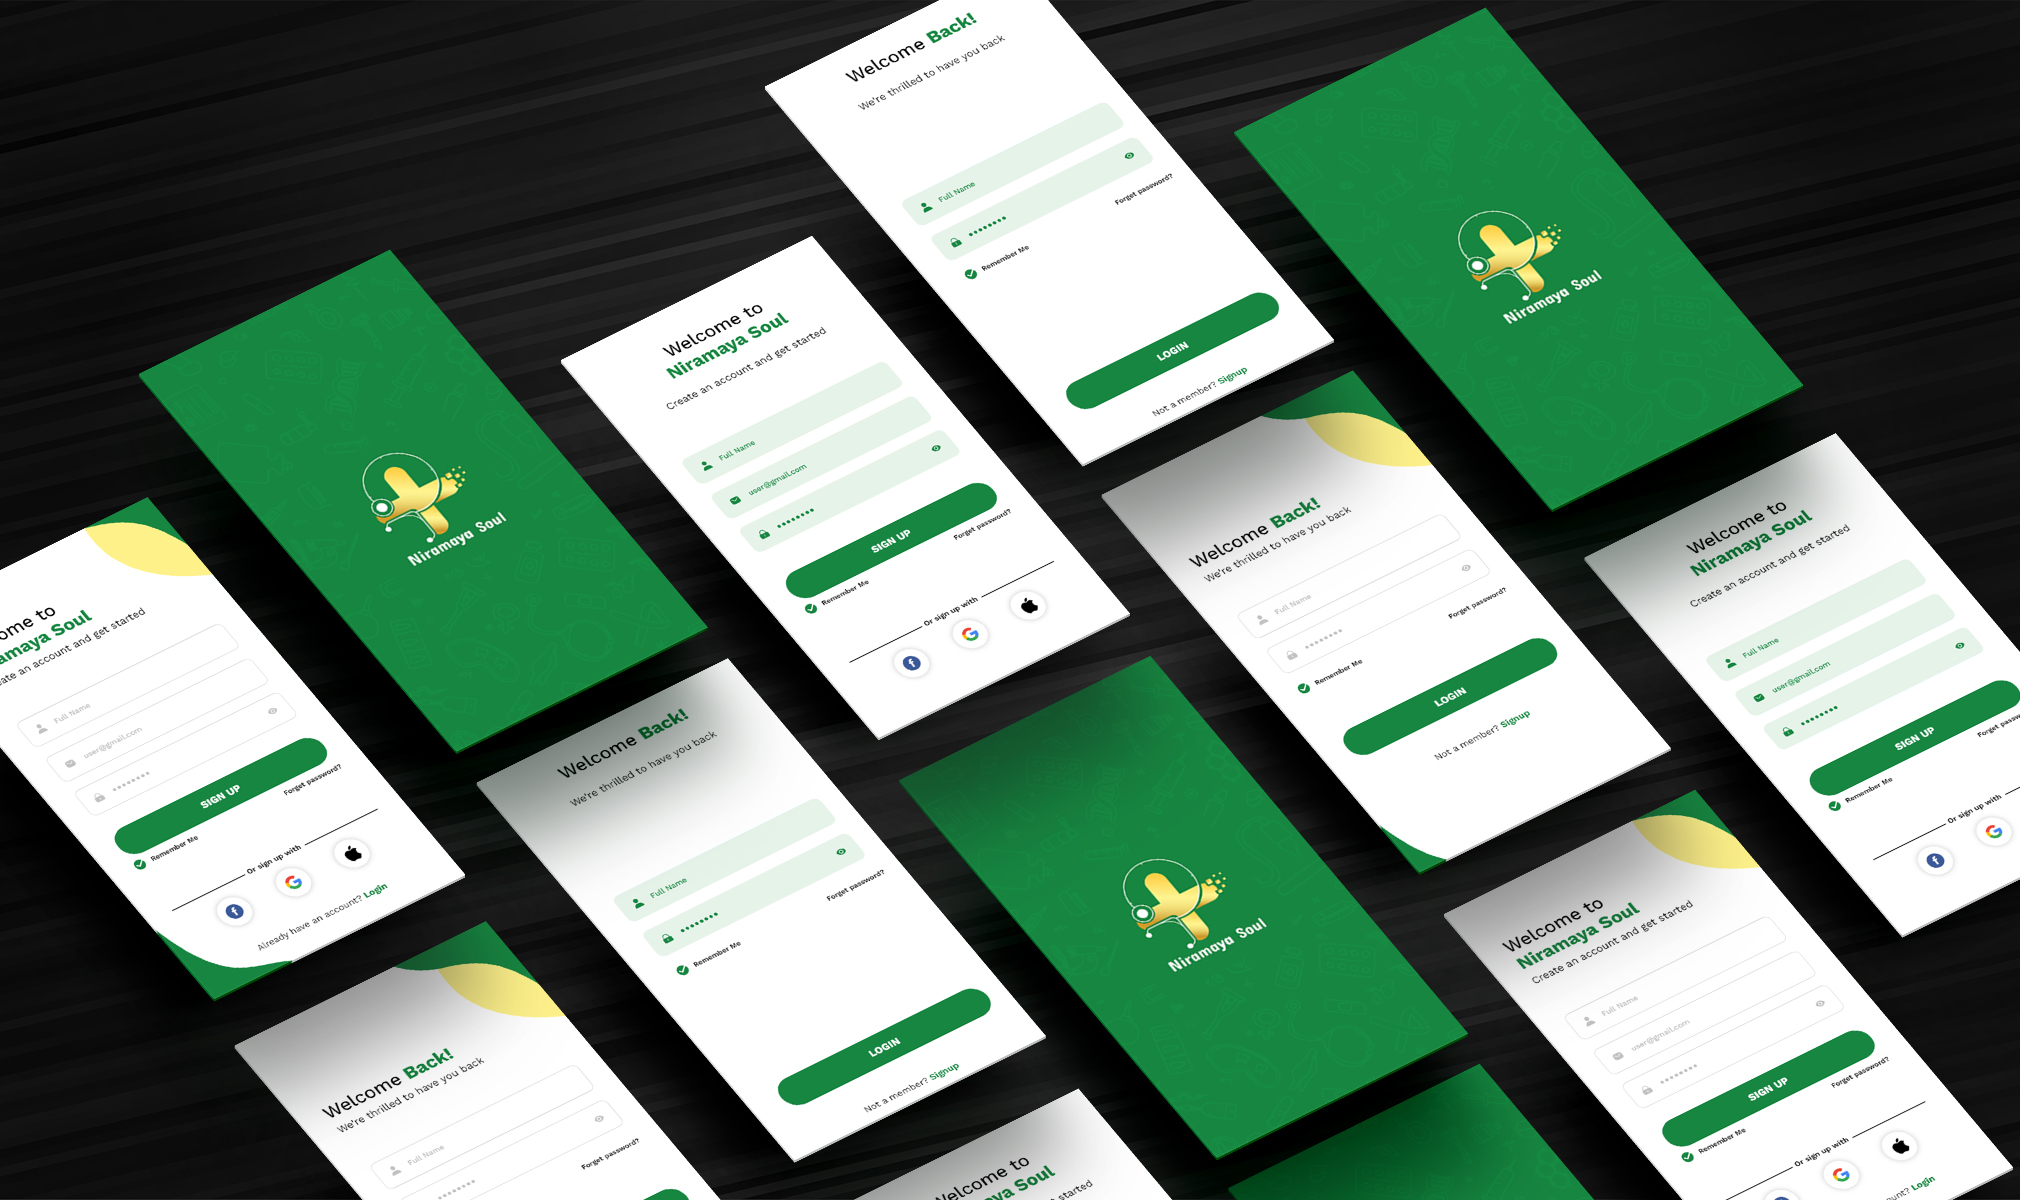 Welcome Back!
We're thrilled to have you back
Full Name
••••••••
Forget password?
Remember Me
LOGIN
Not a member? Signup
Niramaya Soul
Welcome to
Niramaya Soul
Create an account and get started
Full Name
user@gmail.com
••••••••
SIGN UP
Forget password?
Remember Me
Or sign up with
Niramaya Soul
Welcome Back!
We're thrilled to have you back
Full Name
••••••••
Forget password?
Remember Me
LOGIN
Not a member? Signup
Welcome to
Niramaya Soul
Create an account and get started
Full Name
user@gmail.com
••••••••
SIGN UP
Forget passwo
Remember Me
Or sign up with
ome to
amaya Soul
ate an account and get started
Full Name
user@gmail.com
••••••••
SIGN UP
Forget password?
Remember Me
Or sign up with
Already have an account? Login
Welcome Back!
We're thrilled to have you back
Full Name
••••••••
Forget password?
Remember Me
LOGIN
Not a member? Signup
Niramaya Soul
Welcome to
Niramaya Soul
Create an account and get started
Full Name
user@gmail.com
••••••••
SIGN UP
Forget password?
Remember Me
Or sign up with
ount? Login
Welcome Back!
We're thrilled to have you back
Full Name
••••••••
Forget password?
Welcome to
amaya Soul
account and get started